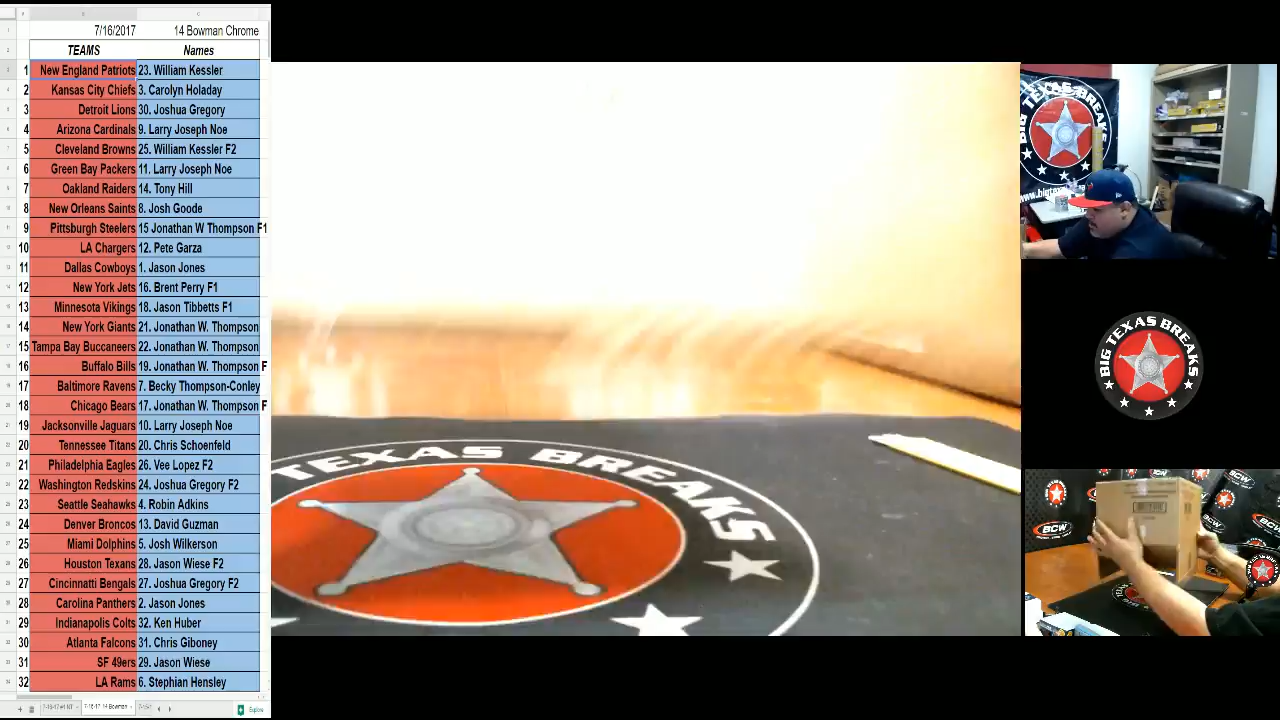 7/16/2017 14 Bowman Chrome
TEAMS Names
1 New England Patriots 23. William Kessler
2 Kansas City Chiefs 3. Carolyn Holaday
3 Detroit Lions 30. Joshua Gregory
4 Arizona Cardinals 9. Larry Joseph Noe
5 Cleveland Browns 25. William Kessler F2
6 Green Bay Packers 11. Larry Joseph Noe
7 Oakland Raiders 14. Tony Hill
8 New Orleans Saints 8. Josh Goode
9 Pittsburgh Steelers 15 Jonathan W Thompson F1
10 LA Chargers 12. Pete Garza
11 Dallas Cowboys 1. Jason Jones
12 New York Jets 16. Brent Perry F1
13 Minnesota Vikings 18. Jason Tibbetts F1
14 New York Giants 21. Jonathan W. Thompson
15 Tampa Bay Buccaneers 22. Jonathan W. Thompson
16 Buffalo Bills 19. Jonathan W. Thompson F
17 Baltimore Ravens 7. Becky Thompson-Conley
18 Chicago Bears 17. Jonathan W. Thompson F
19 Jacksonville Jaguars 10. Larry Joseph Noe
20 Tennessee Titans 20. Chris Schoenfeld
21 Philadelphia Eagles 26. Vee Lopez F2
22 Washington Redskins 24. Joshua Gregory F2
23 Seattle Seahawks 4. Robin Adkins
24 Denver Broncos 13. David Guzman
25 Miami Dolphins 5. Josh Wilkerson
26 Houston Texans 28. Jason Wiese F2
27 Cincinnatti Bengals 27. Joshua Gregory F2
28 Carolina Panthers 2. Jason Jones
29 Indianapolis Colts 32. Ken Huber
30 Atlanta Falcons 31. Chris Giboney
31 SF 49ers 29. Jason Wiese
32 LA Rams 6. Stephian Hensley
Explore
TEXAS BREAKS
BIG TEXAS BREAKS
BIG TEXAS BREAKS
BCW
BCW